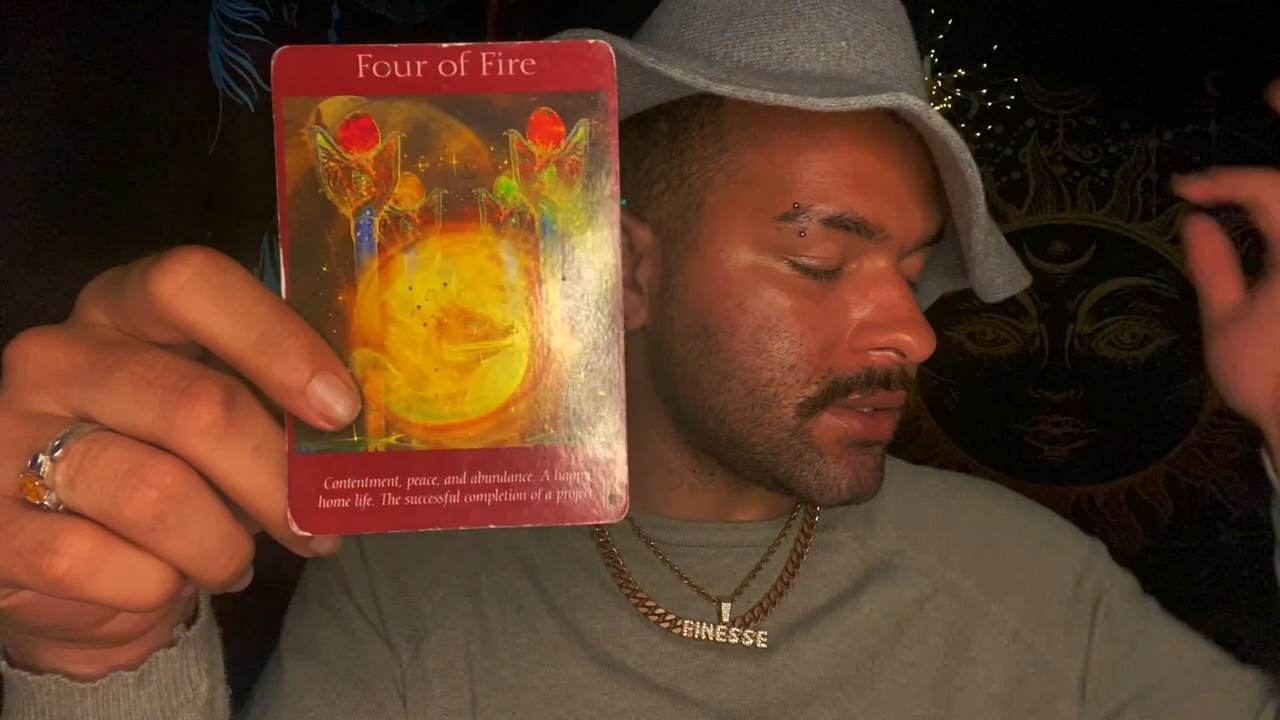 Four of Fire
Contentment, peace, and abundance. A happy
home life. The successful completion of a project
FINESSE